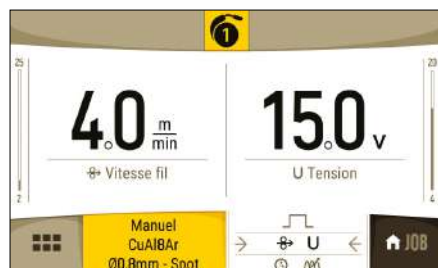 1
25
20
4.0 m/min
15.0 V
Vitesse fil
U Tension
2
4
Manuel
CuAl8Ar
Ø0.8mm - Spot
U
JOB